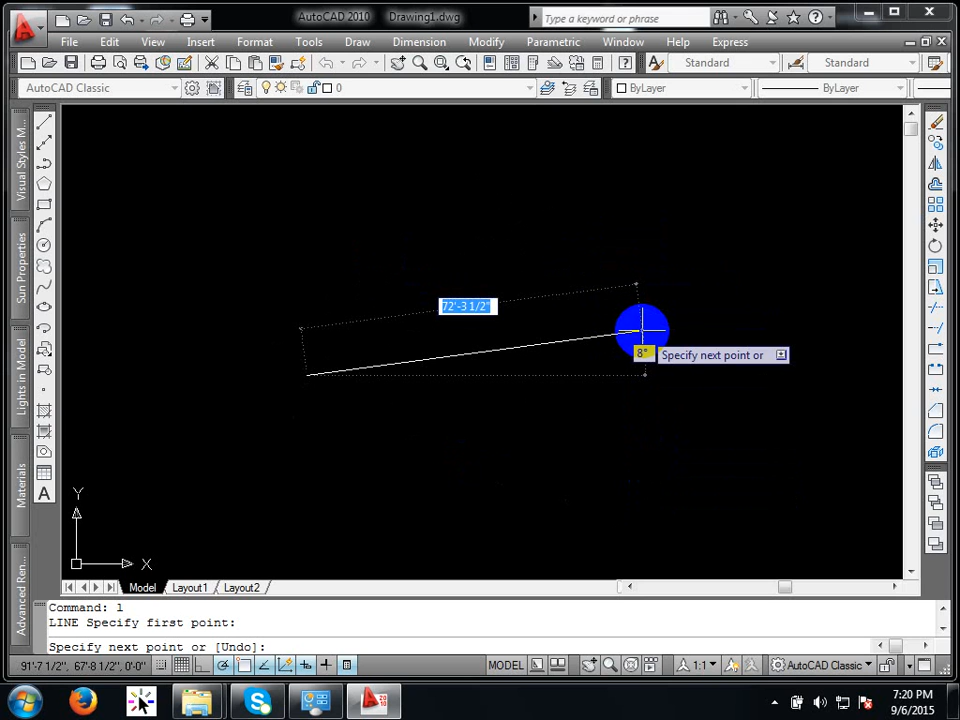 AutoCAD 2010 Drawing1.dwg Type a keyword or phrase
File Edit View Insert Format Tools Draw Dimension Modify Parametric Window Help Express
Standard Standard
AutoCAD Classic 0 ByLayer ByLayer
Visual Styles M...
Sun Properties
Lights in Model
Materials
Advanced Ren...
A
72'-3 1/2"
8° Specify next point or
Y
X
Model Layout1 Layout2
Command: l
LINE Specify first point:
Specify next point or [Undo]:
91'-7 1/2", 67'-8 1/2", 0'-0" MODEL 1:1 AutoCAD Classic
7:20 PM
9/6/2015